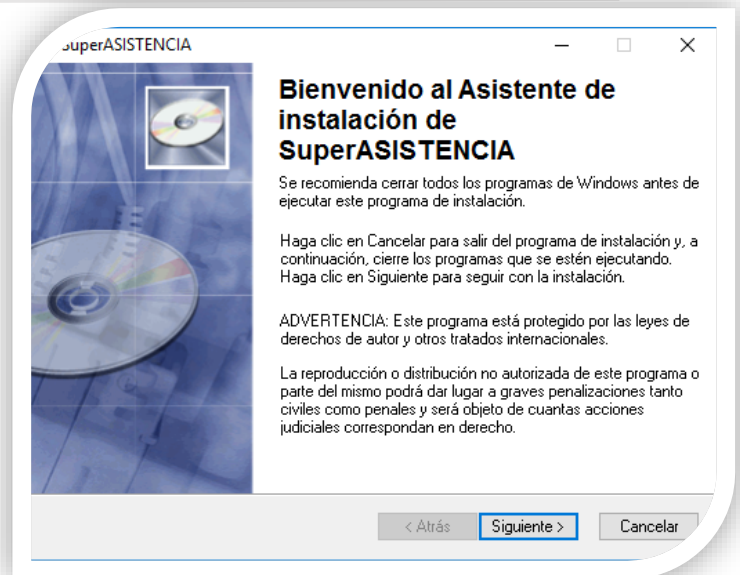 SuperASISTENCIA
Bienvenido al Asistente de
instalación de
SuperASISTENCIA
Se recomienda cerrar todos los programas de Windows antes de
ejecutar este programa de instalación.
Haga clic en Cancelar para salir del programa de instalación y, a
continuación, cierre los programas que se estén ejecutando.
Haga clic en Siguiente para seguir con la instalación.
ADVERTENCIA: Este programa está protegido por las leyes de
derechos de autor y otros tratados internacionales.
La reproducción o distribución no autorizada de este programa o
parte del mismo podrá dar lugar a graves penalizaciones tanto
civiles como penales y será objeto de cuantas acciones
judiciales correspondan en derecho.
< Atrás Siguiente > Cancelar